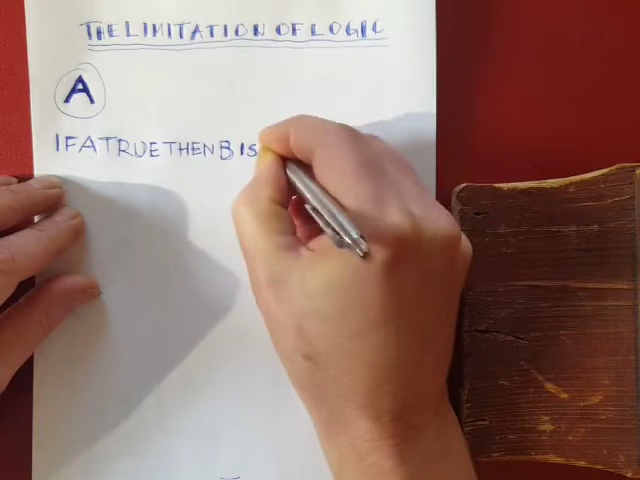 THE LIMITATION OF LOGIC
A
IF A TRUE THEN B IS